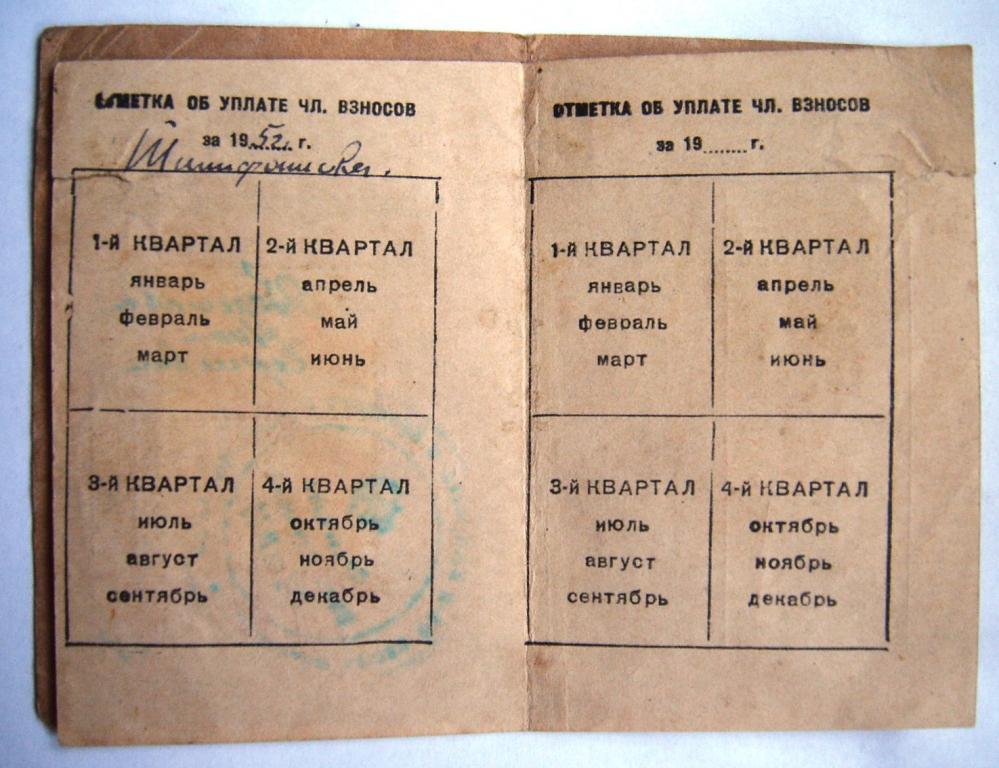 ОТМЕТКА ОБ УПЛАТЕ ЧЛ. ВЗНОСОВ
за 1952 г.
1-й КВАРТАЛ
январь
февраль
март
2-й КВАРТАЛ
апрель
май
июнь
3-й КВАРТАЛ
июль
август
сентябрь
4-й КВАРТАЛ
октябрь
ноябрь
декабрь
ОТМЕТКА ОБ УПЛАТЕ ЧЛ. ВЗНОСОВ
за 19........ г.
1-й КВАРТАЛ
январь
февраль
март
2-й КВАРТАЛ
апрель
май
июнь
3-й КВАРТАЛ
июль
август
сентябрь
4-й КВАРТАЛ
октябрь
ноябрь
декабрь